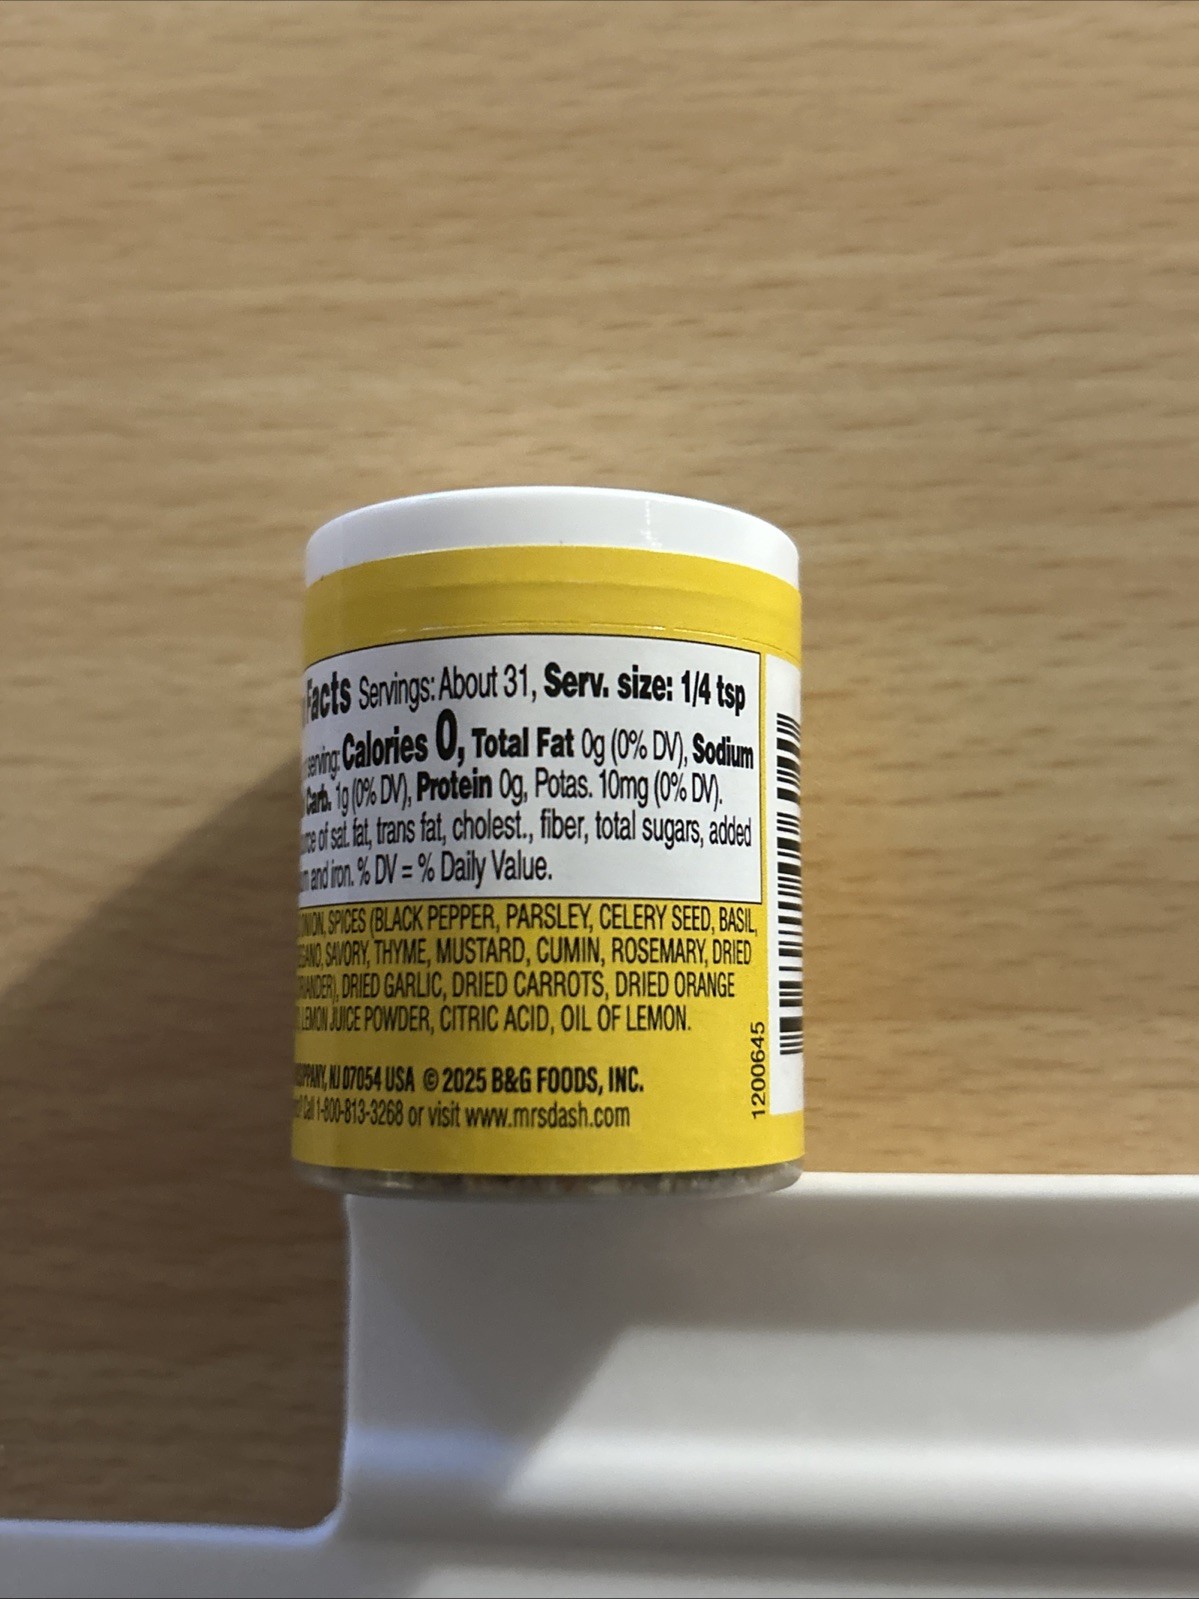 Facts Servings: About 31, Serv. size: 1/4 tsp
serving: Calories 0, Total Fat 0g (0% DV), Sodium
Carb. 1g (0% DV), Protein 0g, Potas. 10mg (0% DV).
of sat. fat, trans fat, cholest., fiber, total sugars, added
and iron. % DV = % Daily Value.
ONION, SPICES (BLACK PEPPER, PARSLEY, CELERY SEED, BASIL,
SAVORY, THYME, MUSTARD, CUMIN, ROSEMARY, DRIED
DRIED GARLIC, DRIED CARROTS, DRIED ORANGE
LEMON JUICE POWDER, CITRIC ACID, OIL OF LEMON.
NJ 07054 USA © 2025 B&G FOODS, INC.
Call 1-800-813-3268 or visit www.mrsdash.com
1200645